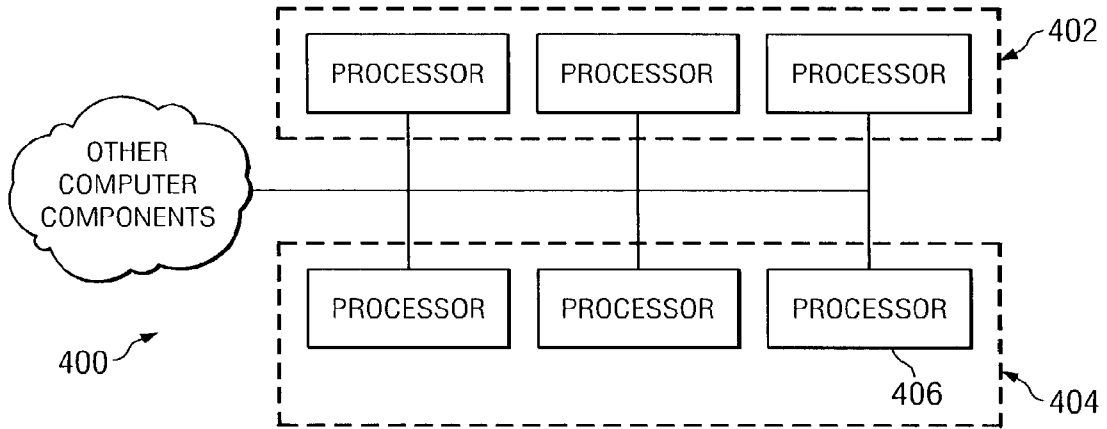 PROCESSOR PROCESSOR PROCESSOR
402
OTHER
COMPUTER
COMPONENTS
PROCESSOR PROCESSOR PROCESSOR
400
406
404